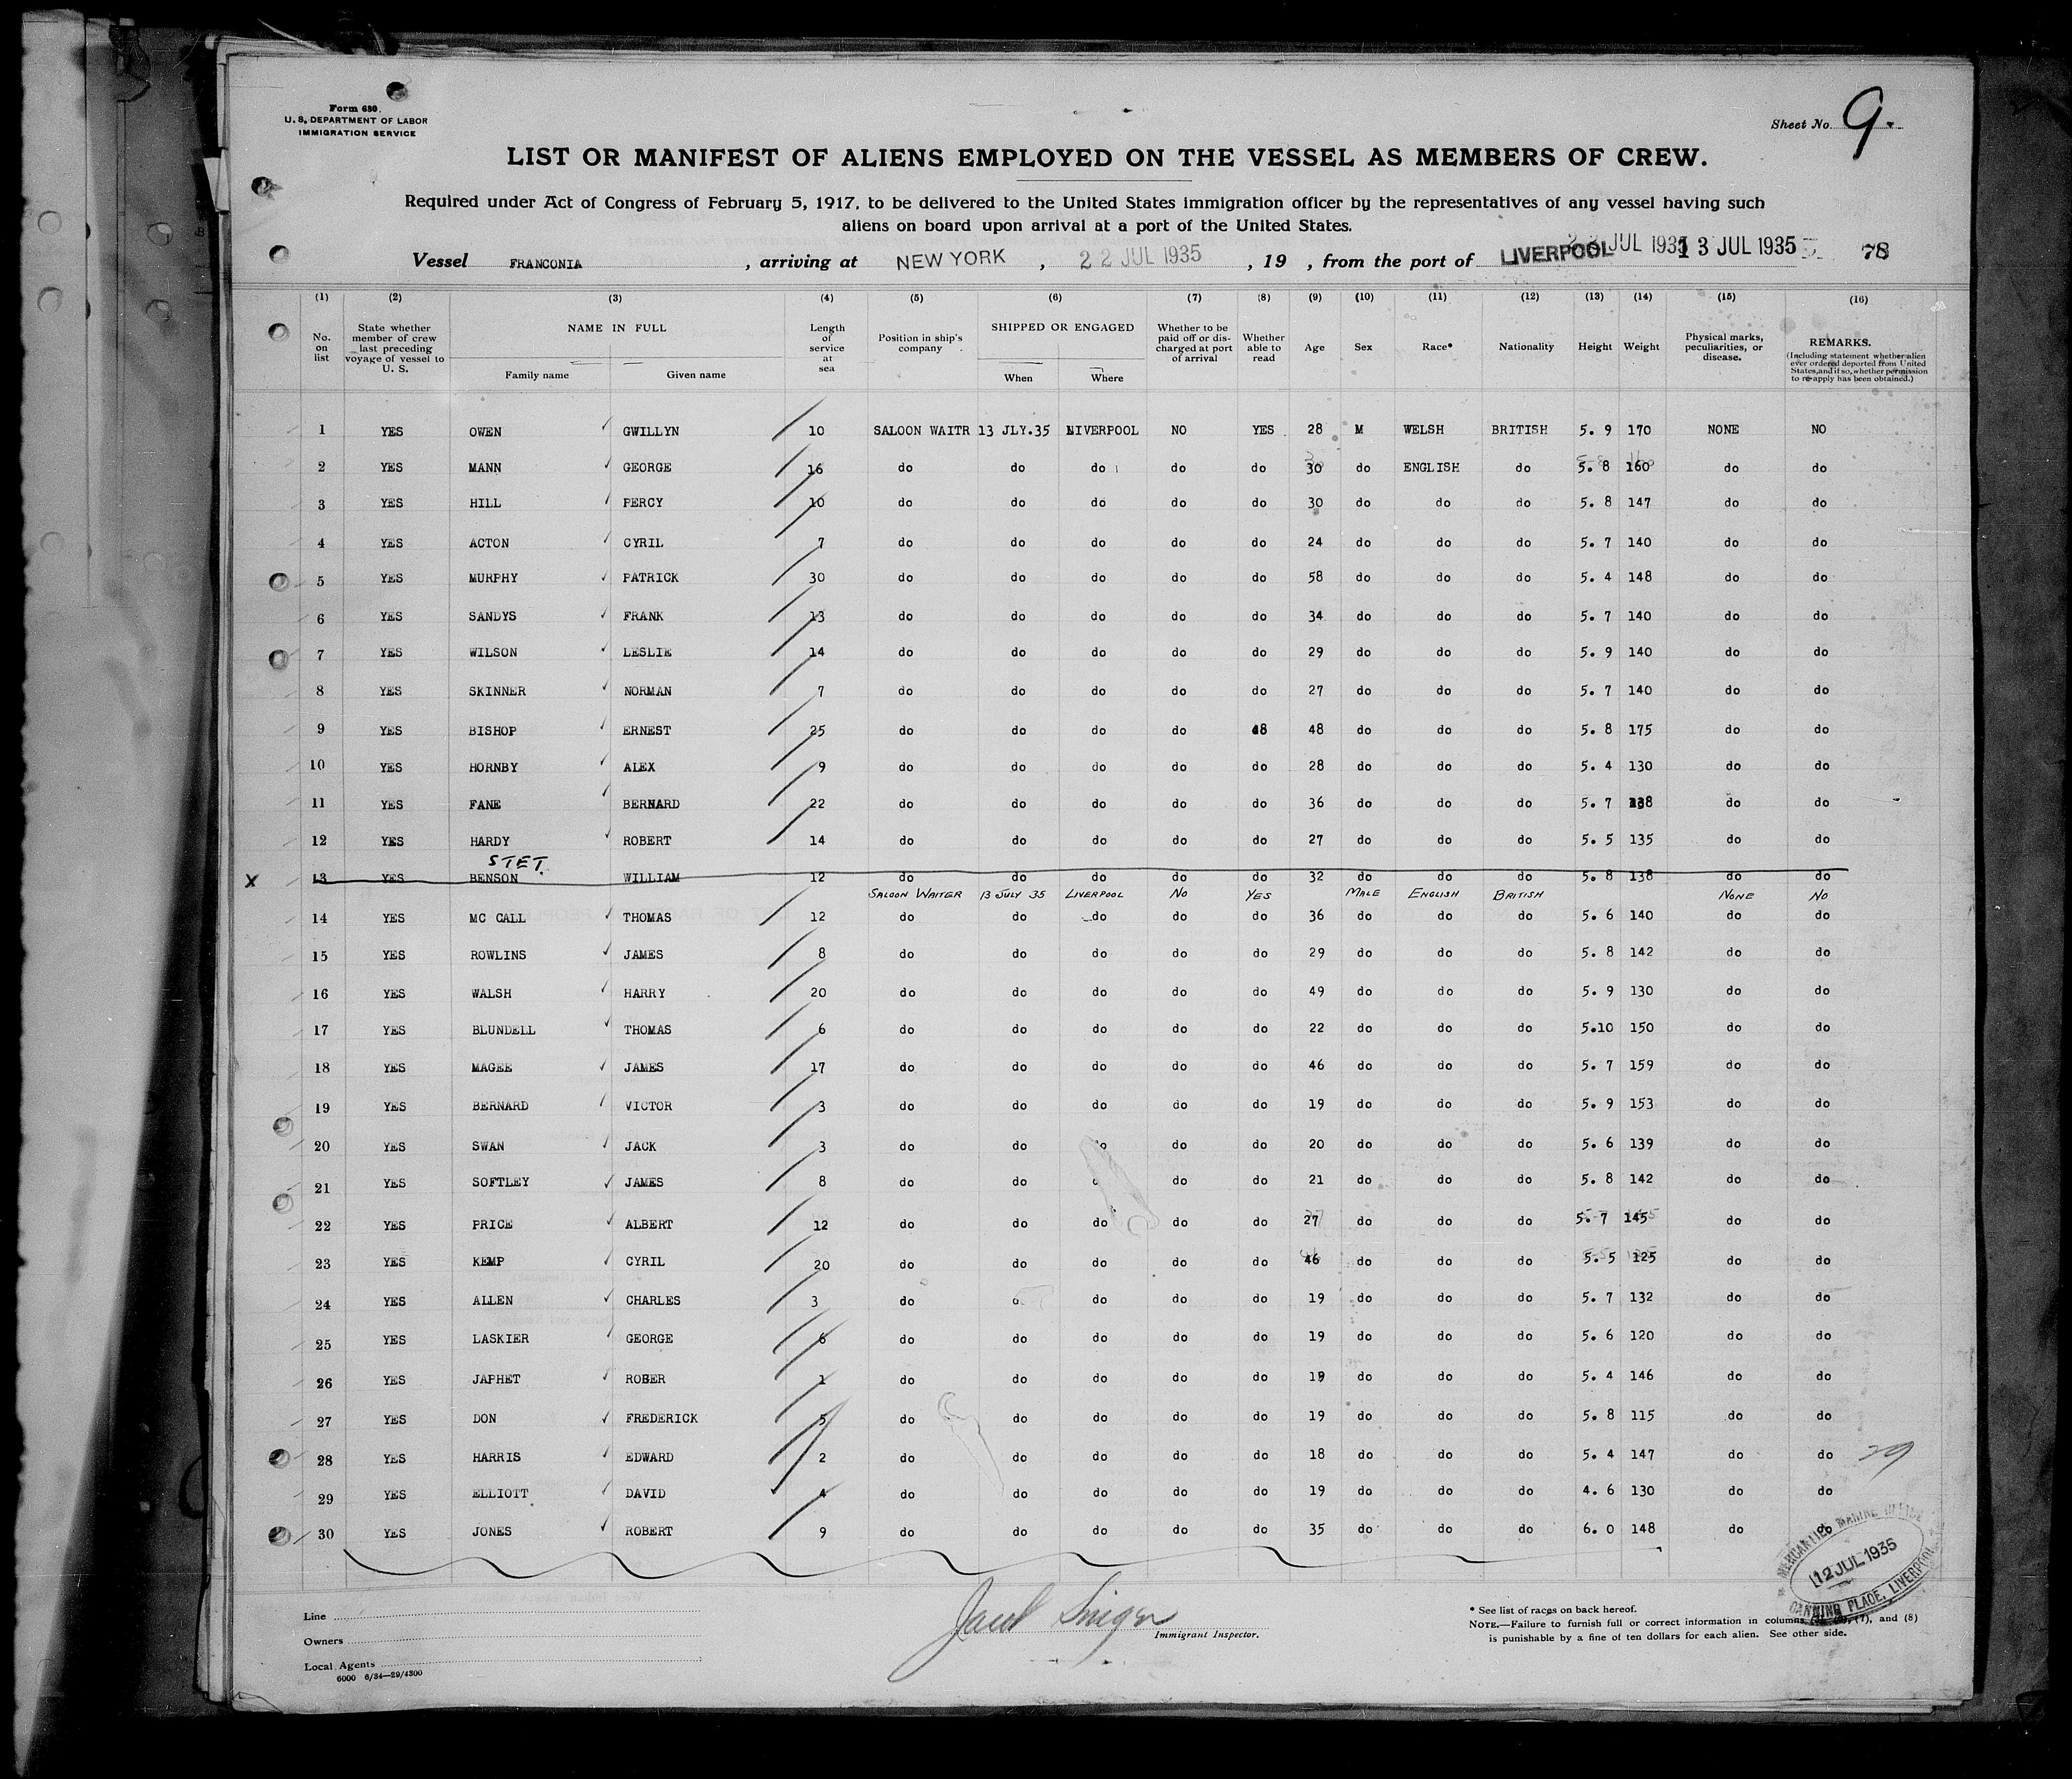 Form 680
U. S. DEPARTMENT OF LABOR
IMMIGRATION SERVICE
Sheet No. 9.
LIST OR MANIFEST OF ALIENS EMPLOYED ON THE VESSEL AS MEMBERS OF CREW.
Required under Act of Congress of February 5, 1917, to be delivered to the United States immigration officer by the representatives of any vessel having such
aliens on board upon arrival at a port of the United States.
Vessel FRANCONIA, arriving at NEW YORK, 22 JUL 1935, 19 , from the port of LIVERPOOL 13 JUL 1935 78
(1) (2) (3) (4) (5) (6) (7) (8) (9) (10) (11) (12) (13) (14) (15) (16)
No. on list State whether member of crew last preceding voyage of vessel to U. S. NAME IN FULL Family name Given name Length of service at sea Position in ship's company SHIPPED OR ENGAGED When Where Whether to be paid off or discharged at port of arrival Whether able to read Age Sex Race* Nationality Height Weight Physical marks, peculiarities, or disease. REMARKS. (Including statement whether alien ever ordered deported from United States, and if so, whether permission to re-apply has been obtained.)
1 YES OWEN GWILLYN 10 SALOON WAITR 13 JLY.35 LIVERPOOL NO YES 28 M WELSH BRITISH 5. 9 170 NONE NO
2 YES MANN GEORGE 16 do do do do do 30 do ENGLISH do 5. 8 160 do do
3 YES HILL PERCY 10 do do do do do 30 do do do 5. 8 147 do do
4 YES ACTON CYRIL 7 do do do do do 24 do do do 5. 7 140 do do
5 YES MURPHY PATRICK 30 do do do do do 58 do do do 5. 4 148 do do
6 YES SANDYS FRANK 13 do do do do do 34 do do do 5. 7 140 do do
7 YES WILSON LESLIE 14 do do do do do 29 do do do 5. 9 140 do do
8 YES SKINNER NORMAN 7 do do do do do 27 do do do 5. 7 140 do do
9 YES BISHOP ERNEST 25 do do do do 48 do do do 5. 8 175 do do
10 YES HORNBY ALEX 9 do do do do do 28 do do do 5. 4 130 do do
11 YES FANE BERNARD 22 do do do do do 36 do do do 5. 7 do do
12 YES HARDY ROBERT 14 do do do do do 27 do do do 5. 5 135 do do
STET.
X 13 YES BENSON WILLIAM 12 do do do do do 32 do do do 5. 8 138 do do
SALOON WAITER 13 JULY 35 LIVERPOOL NO YES MALE ENGLISH BRITISH NONE NO
14 YES MC CALL THOMAS 12 do do do do do 36 do do do 5. 6 140 do do
15 YES ROWLINS JAMES 8 do do do do do 29 do do do 5. 8 142 do do
16 YES WALSH HARRY 20 do do do do do 49 do do do 5. 9 130 do do
17 YES BLUNDELL THOMAS 6 do do do do do 22 do do do 5.10 150 do do
18 YES MAGEE JAMES 17 do do do do do 46 do do do 5. 7 159 do do
19 YES BERNARD VICTOR 3 do do do do do 19 do do do 5. 9 153 do do
20 YES SWAN JACK 3 do do do do do 20 do do do 5. 6 139 do do
21 YES SOFTLEY JAMES 8 do do do do 21 do do do 5. 8 142 do do
22 YES PRICE ALBERT 12 do do do do do 27 do do do 5. 7 145 do do
23 YES KEMP CYRIL 20 do do do do do 46 do do do 5. 5 125 do do
24 YES ALLEN CHARLES 3 do do do do 19 do do do 5. 7 132 do do
25 YES LASKIER GEORGE 6 do do do do do 19 do do do 5. 6 120 do do
26 YES JAPHET ROBER 1 do do do do do 19 do do do 5. 4 146 do do
27 YES DON FREDERICK 5 do do do do do 19 do do do 5. 8 115 do do
28 YES HARRIS EDWARD 2 do do do do do 18 do do do 5. 4 147 do do 29
29 YES ELLIOTT DAVID 4 do do do do do 19 do do do 4. 6 130 do do
30 YES JONES ROBERT 9 do do do do do 35 do do do 6. 0 148 do do
MERCANTILE MARINE OFFICE
12 JUL 1935
CANNING PLACE, LIVERPOOL
Line
Owners
Local Agents
6000 6/34—29/4300
Immigrant Inspector.
* See list of races on back hereof.
NOTE.—Failure to furnish full or correct information in columns (7), and (8)
is punishable by a fine of ten dollars for each alien. See other side.